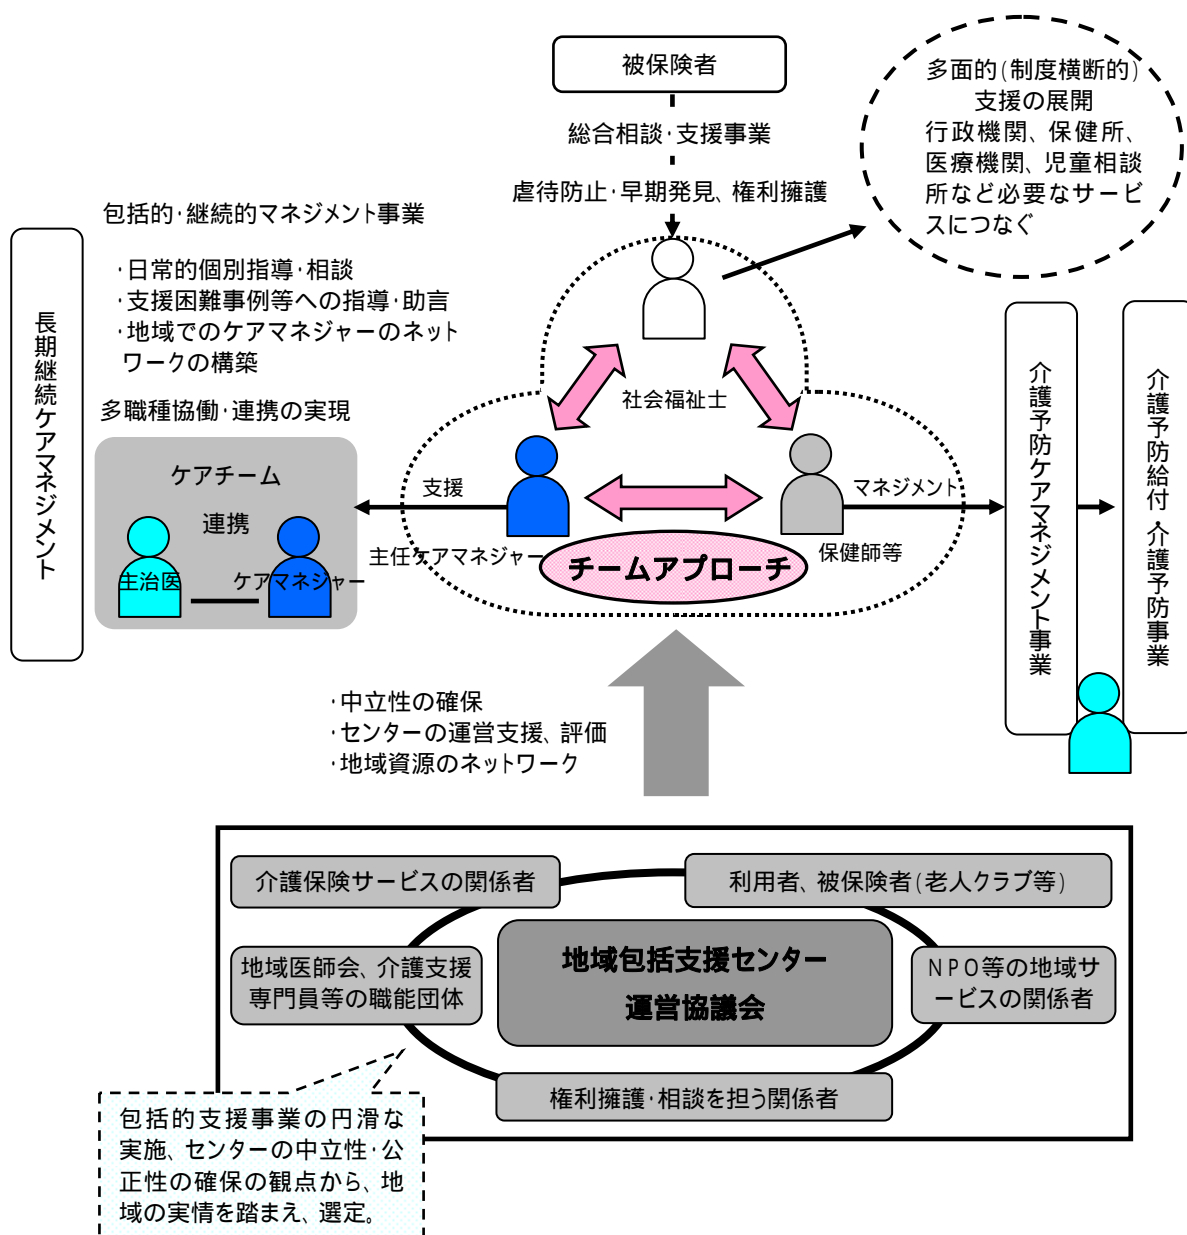 被保険者
総合相談・支援事業
虐待防止・早期発見、権利擁護
多面的(制度横断的)
支援の展開
行政機関、保健所、
医療機関、児童相談
所など必要なサービ
スにつなぐ
包括的・継続的マネジメント事業
・日常的個別指導・相談
・支援困難事例等への指導・助言
・地域でのケアマネジャーのネット
ワークの構築
多職種協働・連携の実現
長期継続ケアマネジメント
ケアチーム
連携
主治医
ケアマネジャー
支援
主任ケアマネジャー
社会福祉士
マネジメント
保健師等
チームアプローチ
介護予防ケアマネジメント事業
介護予防給付・介護予防事業
・中立性の確保
・センターの運営支援、評価
・地域資源のネットワーク
介護保険サービスの関係者
利用者、被保険者(老人クラブ等)
地域医師会、介護支援
専門員等の職能団体
地域包括支援センター
運営協議会
NPO等の地域サ
ービスの関係者
権利擁護・相談を担う関係者
包括的支援事業の円滑な
実施、センターの中立性・公
正性の確保の観点から、地
域の実情を踏まえ、選定。